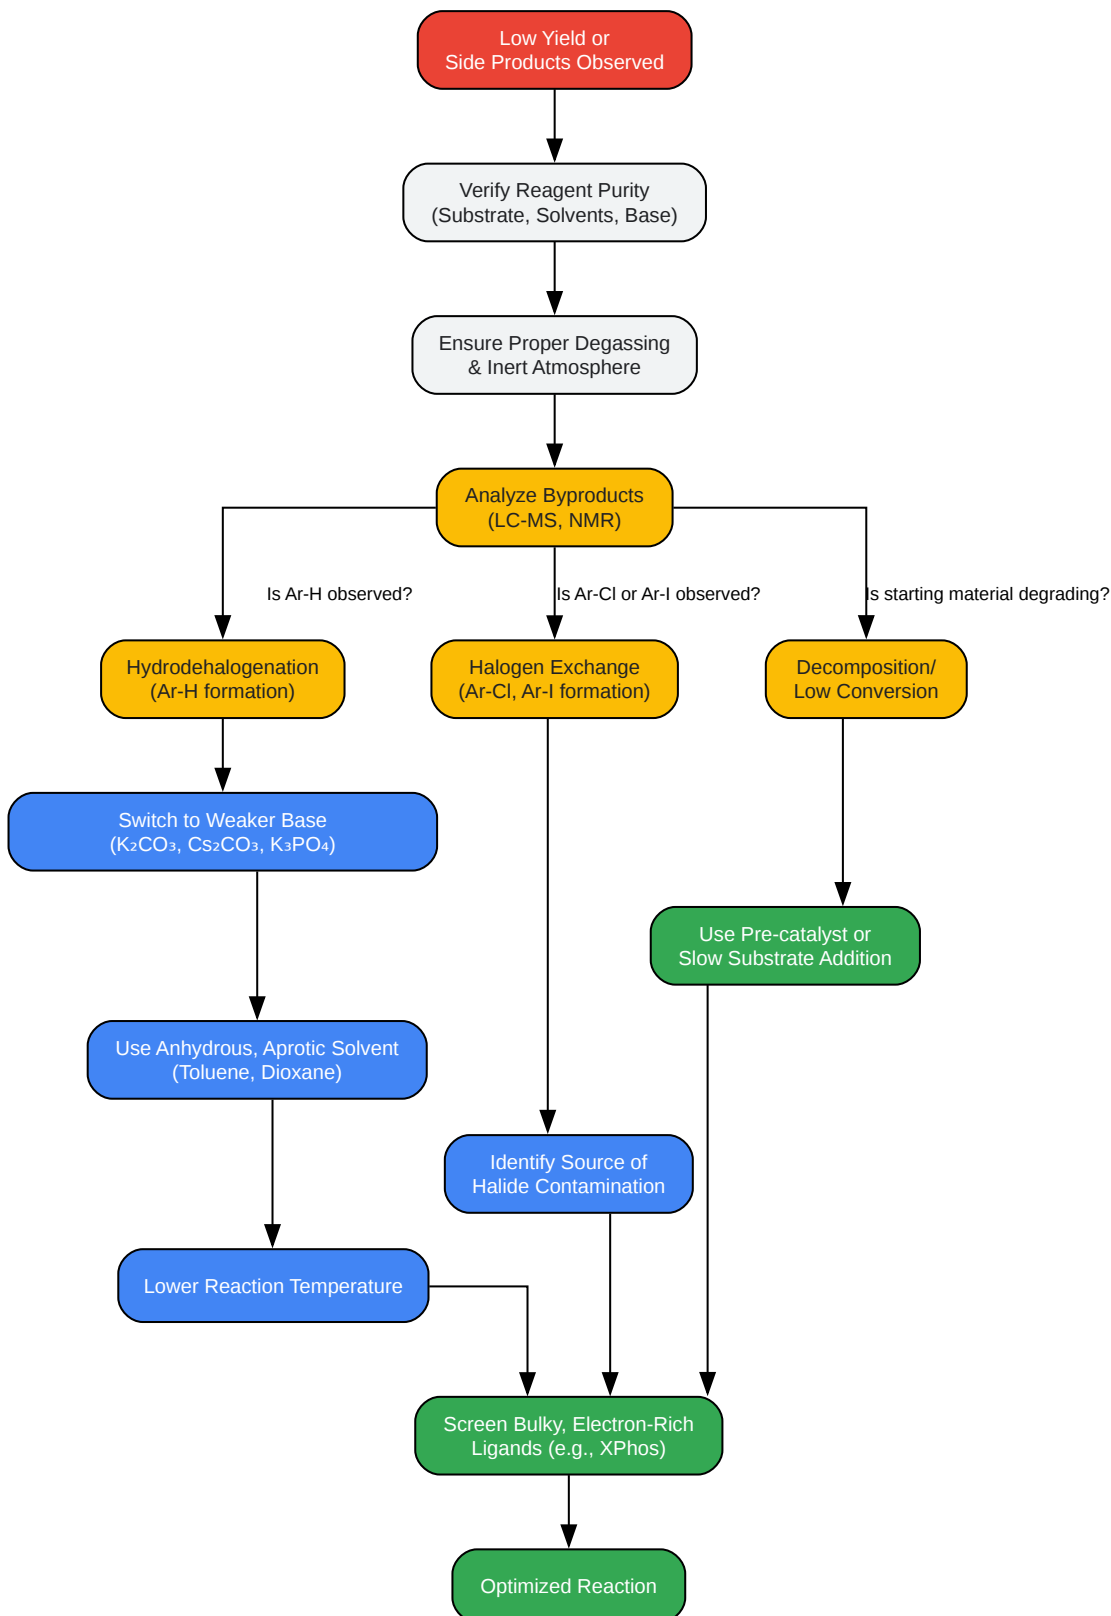 Low Yield or
Side Products Observed
Verify Reagent Purity
(Substrate, Solvents, Base)
Ensure Proper Degassing
& Inert Atmosphere
Analyze Byproducts
(LC-MS, NMR)
Is Ar-H observed?
Is Ar-Cl or Ar-I observed?
Is starting material degrading?
Hydrodehalogenation
(Ar-H formation)
Halogen Exchange
(Ar-Cl, Ar-I formation)
Decomposition/
Low Conversion
Switch to Weaker Base
(K₂CO₃, Cs₂CO₃, K₃PO₄)
Use Pre-catalyst or
Slow Substrate Addition
Use Anhydrous, Aprotic Solvent
(Toluene, Dioxane)
Identify Source of
Halide Contamination
Lower Reaction Temperature
Screen Bulky, Electron-Rich
Ligands (e.g., XPhos)
Optimized Reaction